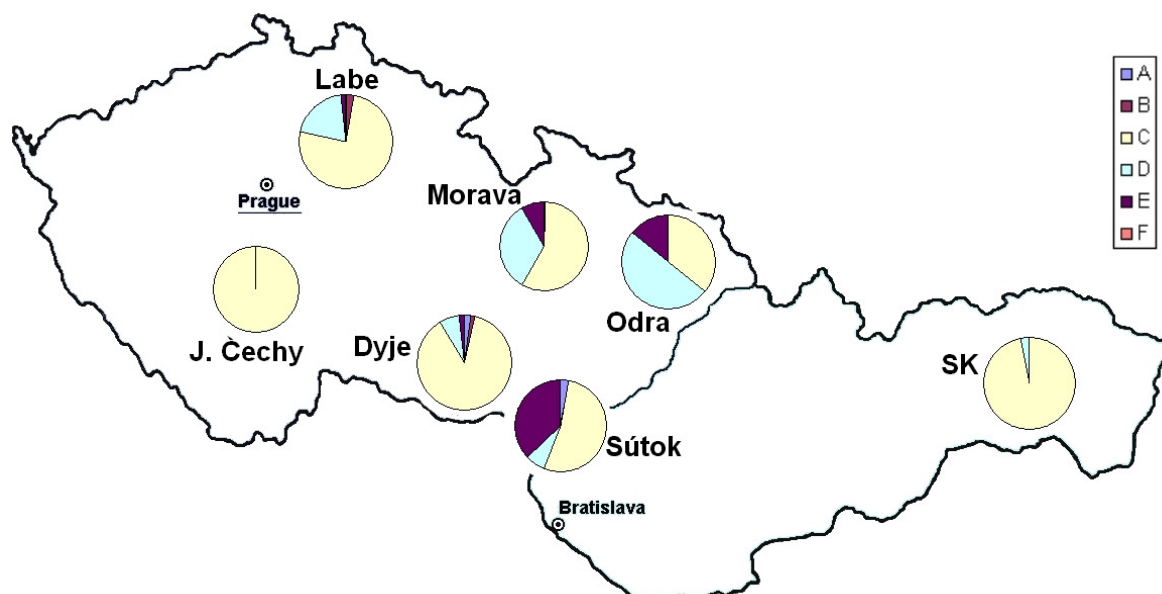 Labe
A
B
C
D
E
F
Prague
Morava
J. Čechy
Dyje
Odra
SK
Sútok
Bratislava